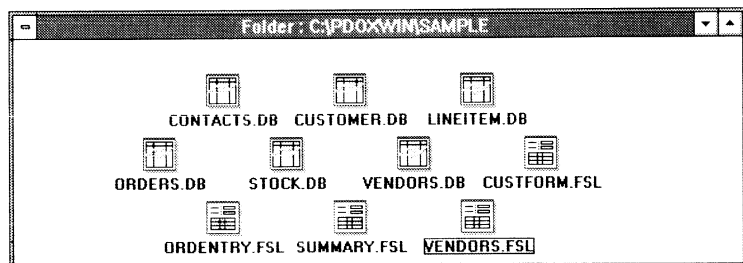 Folder : C:\PDOXWIN\SAMPLE
CONTACTS.DB CUSTOMER.DB LINEITEM.DB
ORDERS.DB STOCK.DB VENDORS.DB CUSTFORM.FSL
ORDENTRY.FSL SUMMARY.FSL VENDORS.FSL